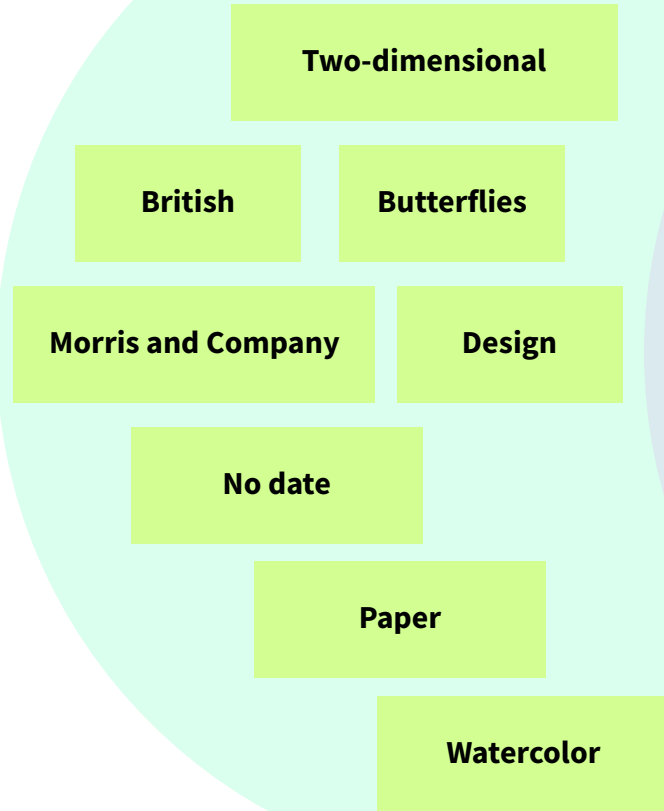 Two-dimensional
British
Butterflies
Morris and Company
Design
No date
Paper
Watercolor